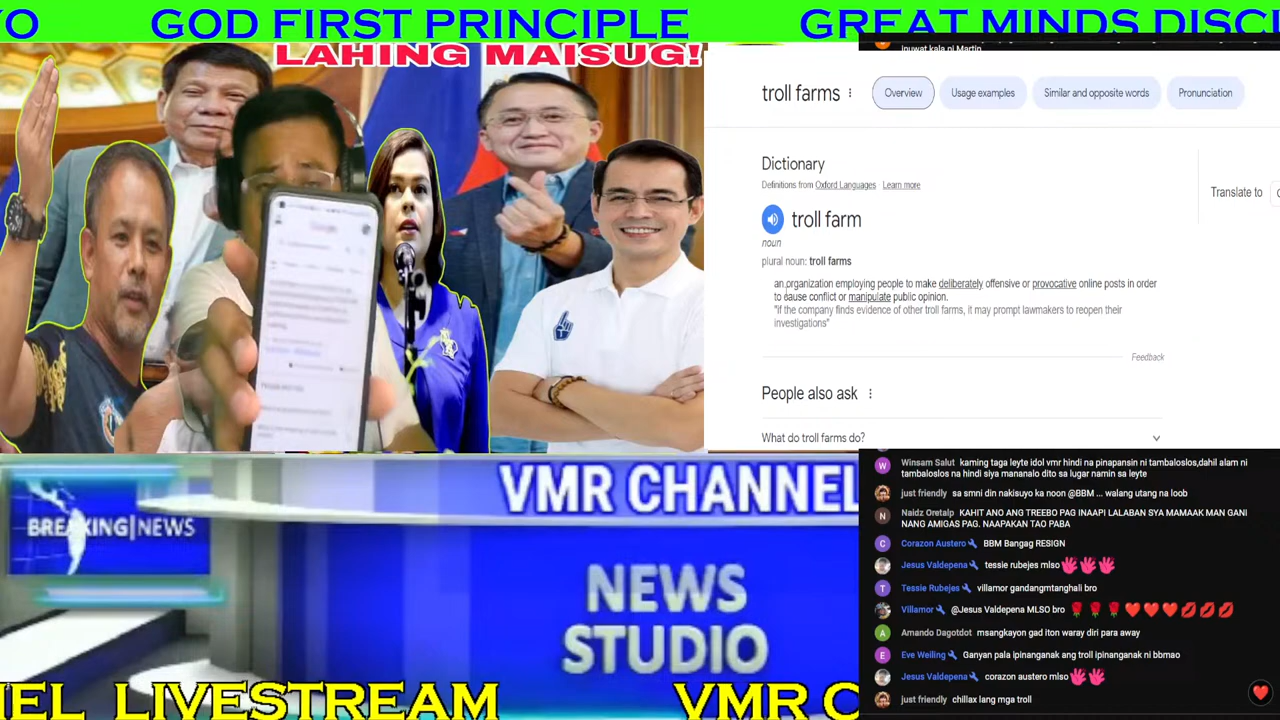 YO GOD FIRST PRINCIPLE GREAT MINDS DISCI
LAHING MAISUG!
inuwat kala ni Martin
troll farms
Overview
Usage examples
Similar and opposite words
Pronunciation
Dictionary
Definitions from Oxford Languages Learn more
Translate to
troll farm
noun
plural noun: troll farms
an organization employing people to make deliberately offensive or provocative online posts in order
to cause conflict or manipulate public opinion.
"if the company finds evidence of other troll farms, it may prompt lawmakers to reopen their
investigations"
Feedback
People also ask
What do troll farms do?
VMR CHANNEL
BREAKING|NEWS
NEWS
STUDIO
NEL LIVESTREAM VMR C
Winsam Salut kaming taga leyte idol vmr hindi na pinapansin ni tambaloslos,dahil alam ni
tambaloslos na hindi siya mananalo dito sa lugar namin sa leyte
just friendly sa smni din nakisuyo ka noon @BBM ... walang utang na loob
Naidz Oretalp KAHIT ANO ANG TREEBO PAG INAAPI LALABAN SYA MAMAAK MAN GANI
NANG AMIGAS PAG. NAAPAKAN TAO PABA
Corazon Austero BBM Bangag RESIGN
Jesus Valdepena tessie rubejes mlso
Tessie Rubejes villamor gandangmtanghali bro
Villamor @Jesus Valdepena MLSO bro
Amando Dagotdot msangkayon gad iton waray diri para away
Eve Weiling Ganyan pala ipinanganak ang troll ipinanganak ni bbmao
Jesus Valdepena corazon austero mlso
just friendly chillax lang mga troll